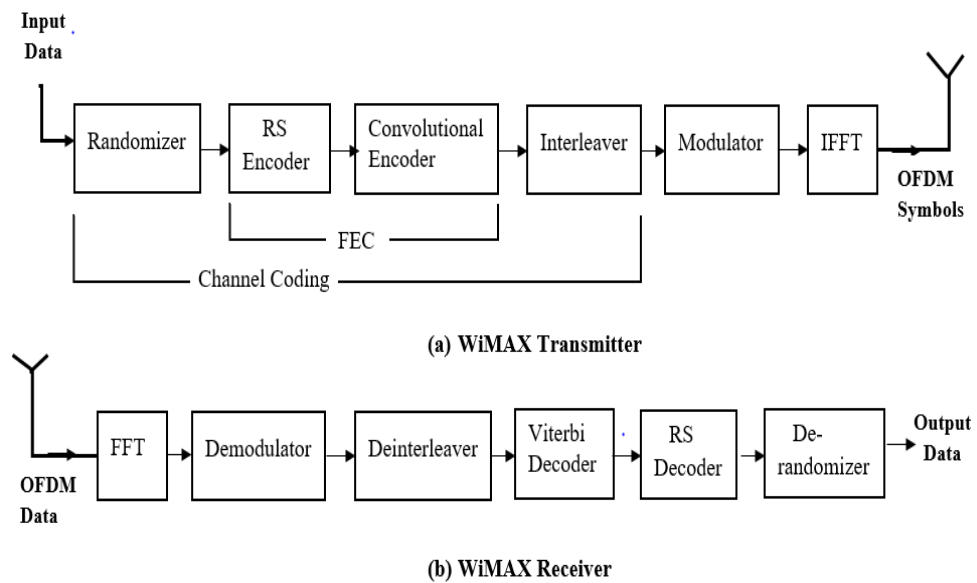 Input
Data
Randomizer
RS
Encoder
Convolutional
Encoder
Interleaver
Modulator
IFFT
OFDM
Symbols
FEC
Channel Coding
(a) WiMAX Transmitter
OFDM
Data
FFT
Demodulator
Deinterleaver
Viterbi
Decoder
RS
Decoder
De-
randomizer
Output
Data
(b) WiMAX Receiver